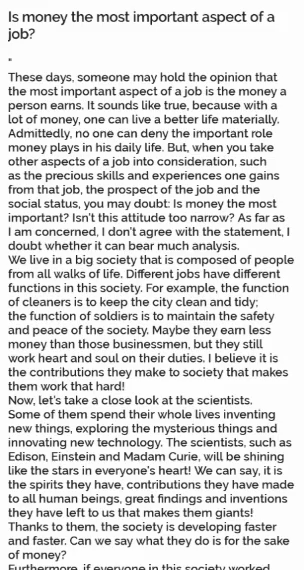 Is money the most important aspect of a
job?
"
These days, someone may hold the opinion that
the most important aspect of a job is the money a
person earns. It sounds like true, because with a
lot of money, one can live a better life materially.
Admittedly, no one can deny the important role
money plays in his daily life. But, when you take
other aspects of a job into consideration, such
as the precious skills and experiences one gains
from that job, the prospect of the job and the
social status, you may doubt: Is money the most
important? Isn't this attitude too narrow? As far as
I am concerned, I don't agree with the statement, I
doubt whether it can bear much analysis.
We live in a big society that is composed of people
from all walks of life. Different jobs have different
functions in this society. For example, the function
of cleaners is to keep the city clean and tidy;
the function of soldiers is to maintain the safety
and peace of the society. Maybe they earn less
money than those businessmen, but they still
work heart and soul on their duties. I believe it is
the contributions they make to society that makes
them work that hard!
Now, let's take a close look at the scientists.
Some of them spend their whole lives inventing
new things, exploring the mysterious things and
innovating new technology. The scientists, such as
Edison, Einstein and Madam Curie, will be shining
like the stars in everyone's heart! We can say, it is
the spirits they have, contributions they have made
to all human beings, great findings and inventions
they have left to us that makes them giants!
Thanks to them, the society is developing faster
and faster. Can we say what they do is for the sake
of money?
Furthermore, if everyone in this society worked